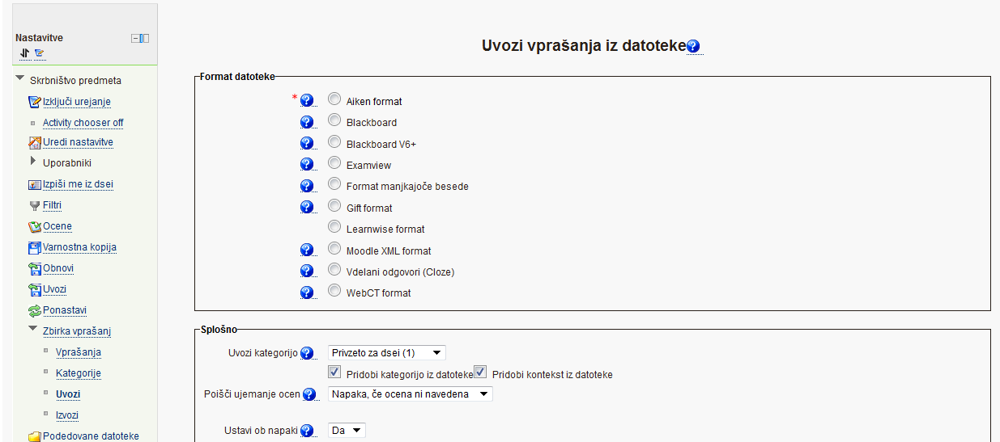 Nastavitve
Skrbništvo predmeta
Izključi urejanje
Activity chooser off
Uredi nastavitve
Uporabniki
Izpiši me iz dsei
Filtri
Ocene
Varnostna kopija
Obnovi
Uvozi
Ponastavi
Zbirka vprašanj
Vprašanja
Kategorije
Uvozi
Izvozi
Podedovane datoteke
Uvozi vprašanja iz datoteke
Format datoteke
* Aiken format
Blackboard
Blackboard V6+
Examview
Format manjkajoče besede
Gift format
Learnwise format
Moodle XML format
Vdelani odgovori (Cloze)
WebCT format
Splošno
Uvozi kategorijo Privzeto za dsei (1)
Pridobi kategorijo iz datoteke Pridobi kontekst iz datoteke
Poišči ujemanje ocen Napaka, če ocena ni navedena
Ustavi ob napaki Da